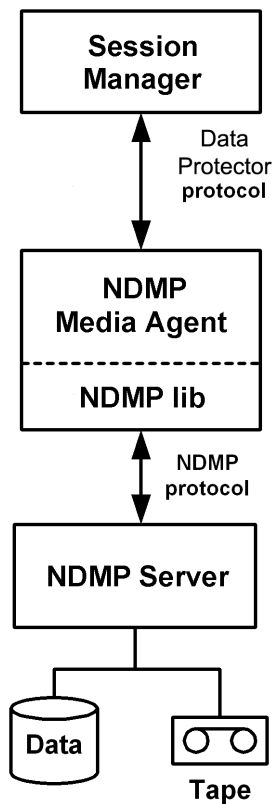 Session
Manager
Data
Protector
protocol
NDMP
Media Agent
NDMP lib
NDMP
protocol
NDMP Server
Data
Tape